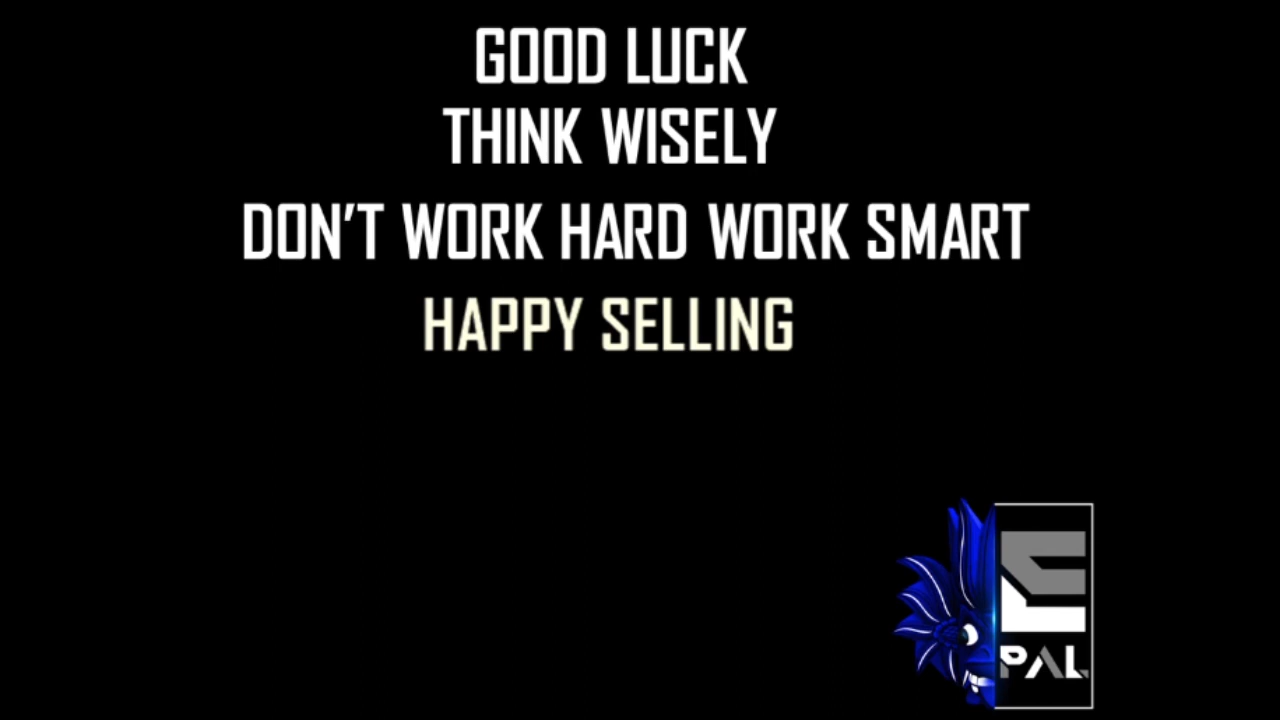 GOOD LUCK
THINK WISELY
DON'T WORK HARD WORK SMART
HAPPY SELLING
E
PAL